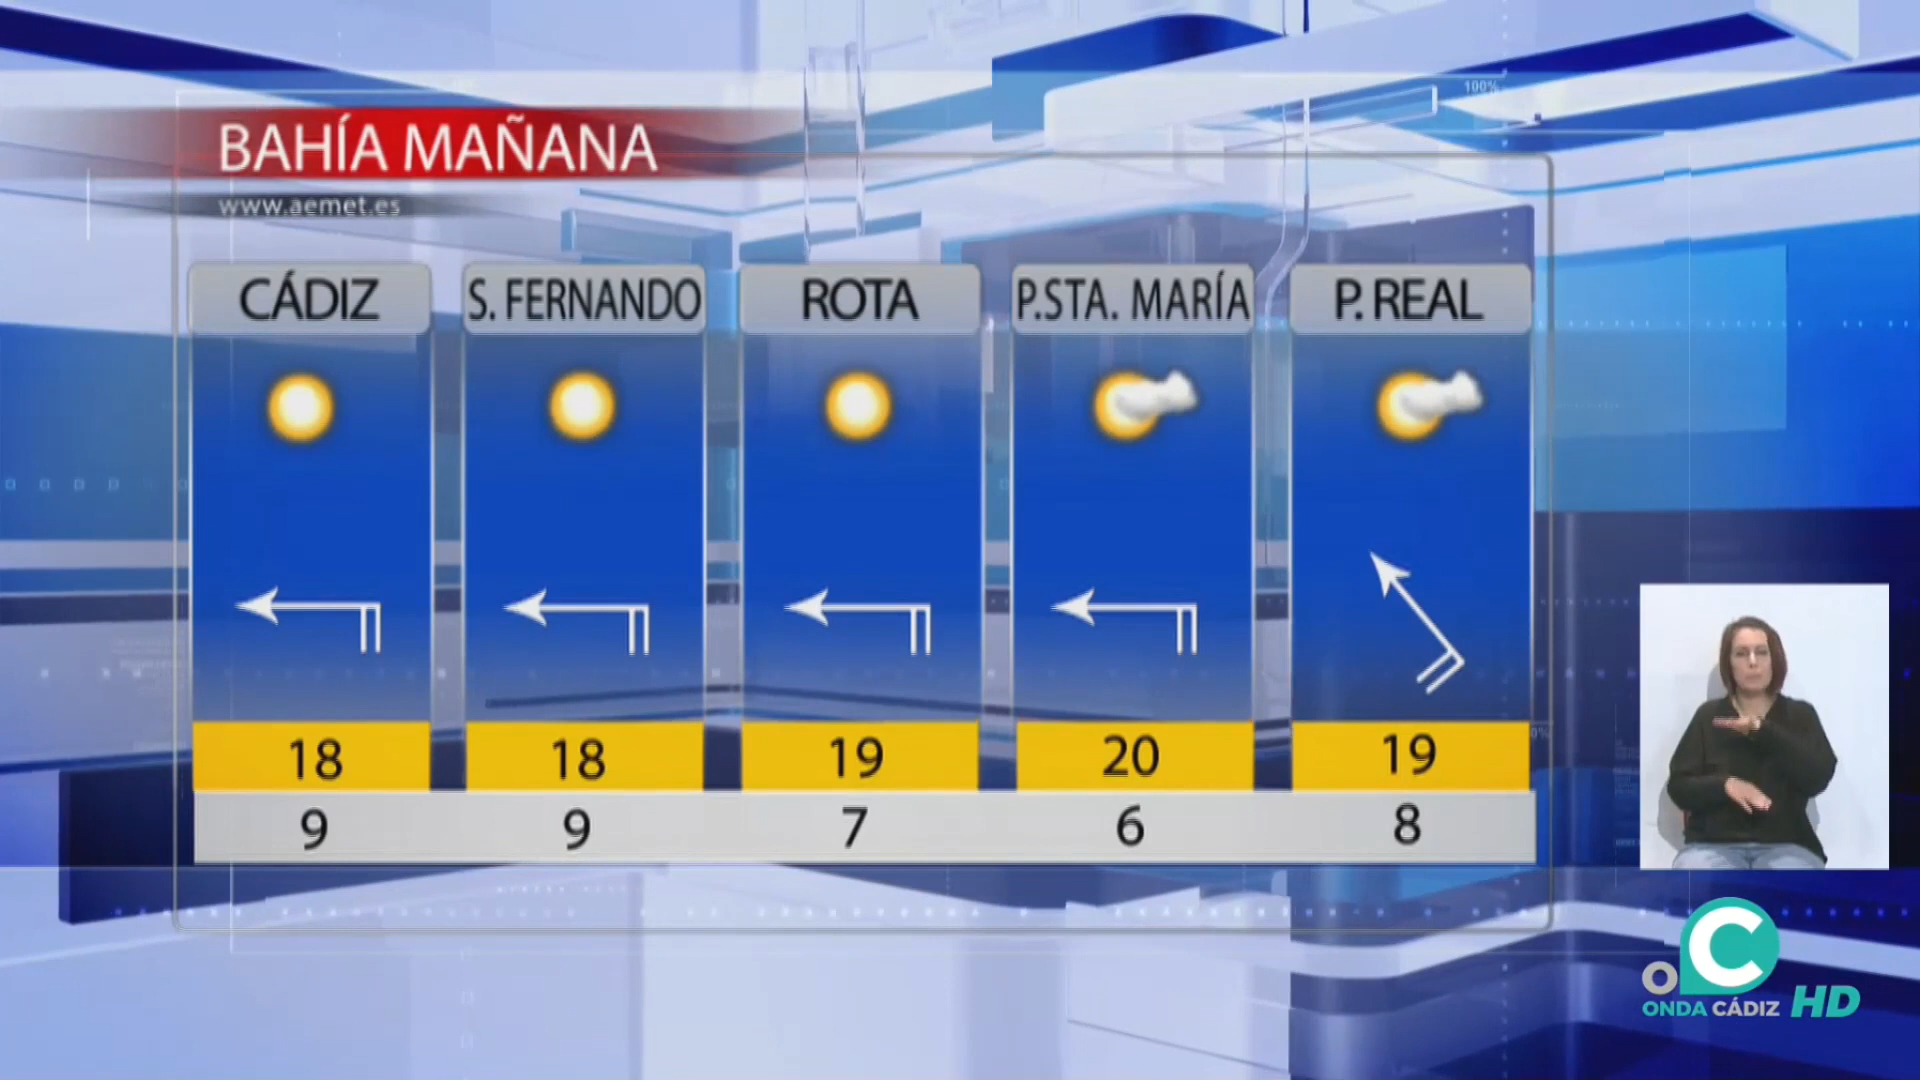 BAHÍA MAÑANA
www.aemet.es
CÁDIZ S. FERNANDO ROTA P.STA. MARÍA P. REAL
18 18 19 20 19
9 9 7 6 8
100%
ONDA CÁDIZ HD